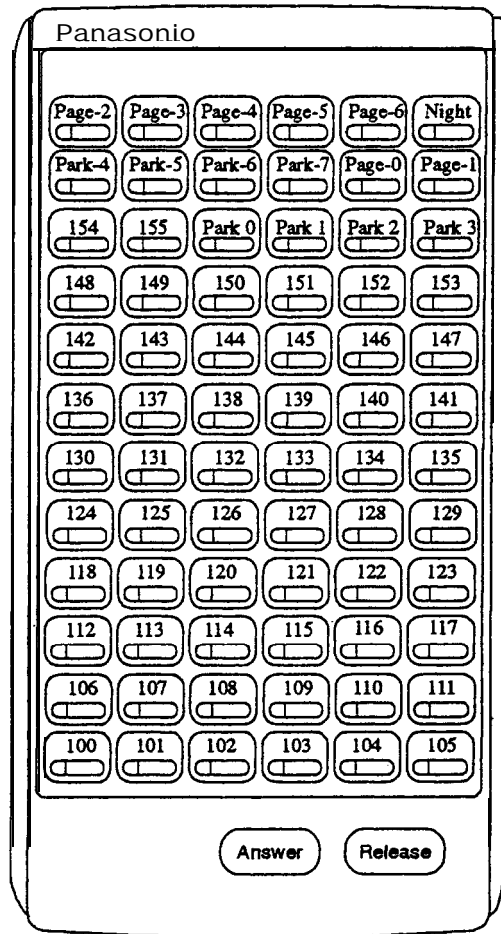 Panasonic
Page-2 Page-3 Page-4 Page-5 Page-6 Night
Park-4 Park-5 Park-6 Park-7 Page-0 Page-1
154 155 Park 0 Park 1 Park 2 Park 3
148 149 150 151 152 153
142 143 144 145 146 147
136 137 138 139 140 141
130 131 132 133 134 135
124 125 126 127 128 129
118 119 120 121 122 123
112 113 114 115 116 117
106 107 108 109 110 111
100 101 102 103 104 105
Answer Release